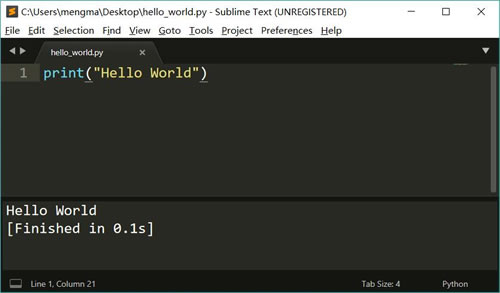 C:\Users\mengma\Desktop\hello_world.py - Sublime Text (UNREGISTERED)
File Edit Selection Find View Goto Tools Project Preferences Help
hello_world.py
1 print("Hello World")
Hello World
[Finished in 0.1s]
Line 1, Column 21 Tab Size: 4 Python